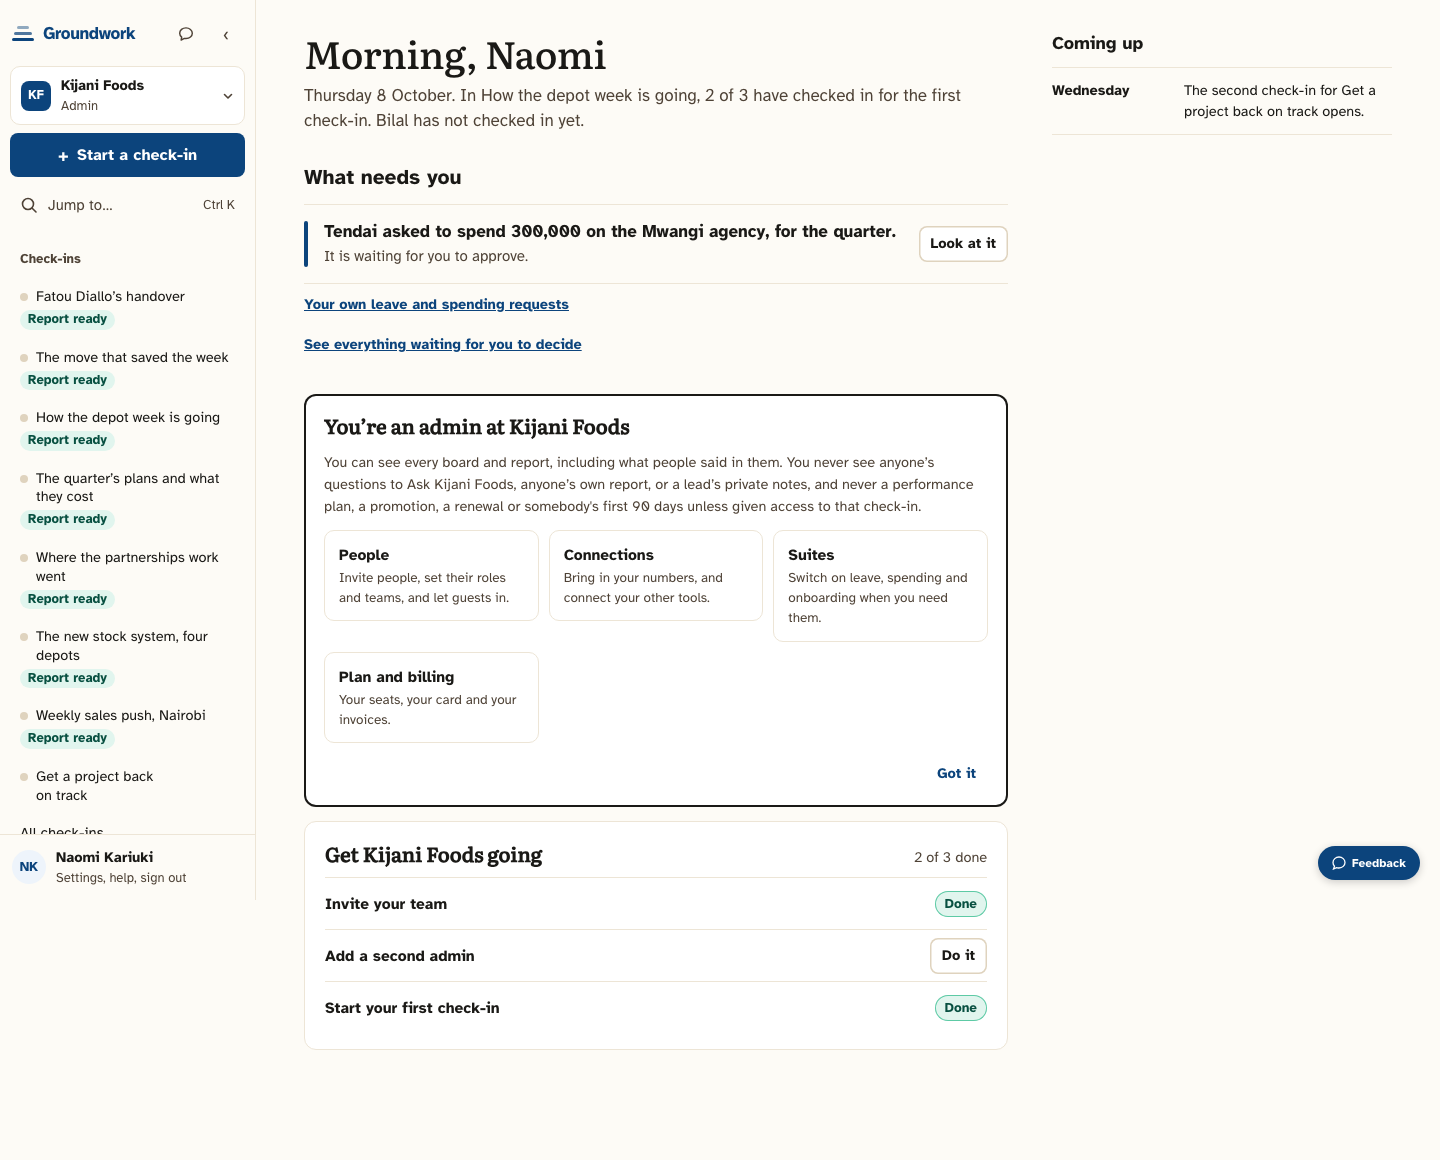 Groundwork
KF
Kijani Foods
Admin
+ Start a check-in
Jump to...
Ctrl K
Check-ins
Fatou Diallo's handover
Report ready
The move that saved the week
Report ready
How the depot week is going
Report ready
The quarter's plans and what
they cost
Report ready
Where the partnerships work
went
Report ready
The new stock system, four
depots
Report ready
Weekly sales push, Nairobi
Report ready
Get a project back
on track
All check-ins
NK
Naomi Kariuki
Settings, help, sign out
Morning, Naomi
Thursday 8 October. In How the depot week is going, 2 of 3 have checked in for the first
check-in. Bilal has not checked in yet.
What needs you
Tendai asked to spend 300,000 on the Mwangi agency, for the quarter.
It is waiting for you to approve.
Look at it
Your own leave and spending requests
See everything waiting for you to decide
You're an admin at Kijani Foods
You can see every board and report, including what people said in them. You never see anyone's
questions to Ask Kijani Foods, anyone's own report, or a lead's private notes, and never a performance
plan, a promotion, a renewal or somebody's first 90 days unless given access to that check-in.
People
Invite people, set their roles
and teams, and let guests in.
Connections
Bring in your numbers, and
connect your other tools.
Suites
Switch on leave, spending and
onboarding when you need
them.
Plan and billing
Your seats, your card and your
invoices.
Got it
Get Kijani Foods going
2 of 3 done
Invite your team
Done
Add a second admin
Do it
Start your first check-in
Done
Coming up
Wednesday
The second check-in for Get a
project back on track opens.
Feedback